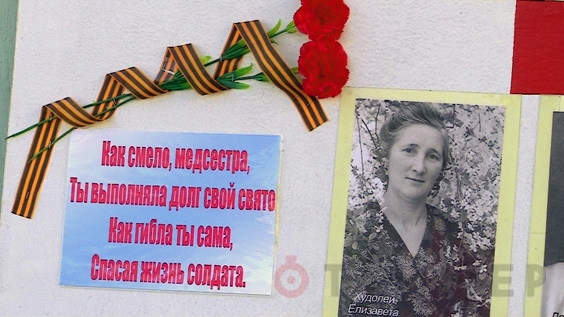 Как смело, медсестра,
Ты выполняла долг свой свято
Как гибла ты сама,
Спасая жизнь солдата.
Худолей
Елизавета